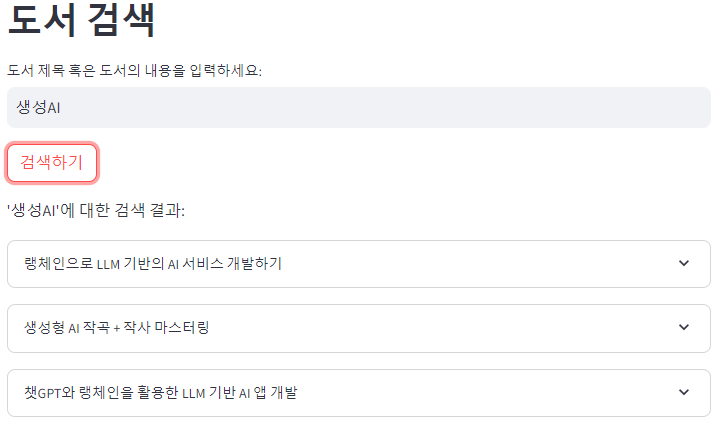 도서 검색
도서 제목 혹은 도서의 내용을 입력하세요:
생성AI
검색하기
'생성AI'에 대한 검색 결과:
랭체인으로 LLM 기반의 AI 서비스 개발하기
생성형 AI 작곡 + 작사 마스터링
챗GPT와 랭체인을 활용한 LLM 기반 AI 앱 개발